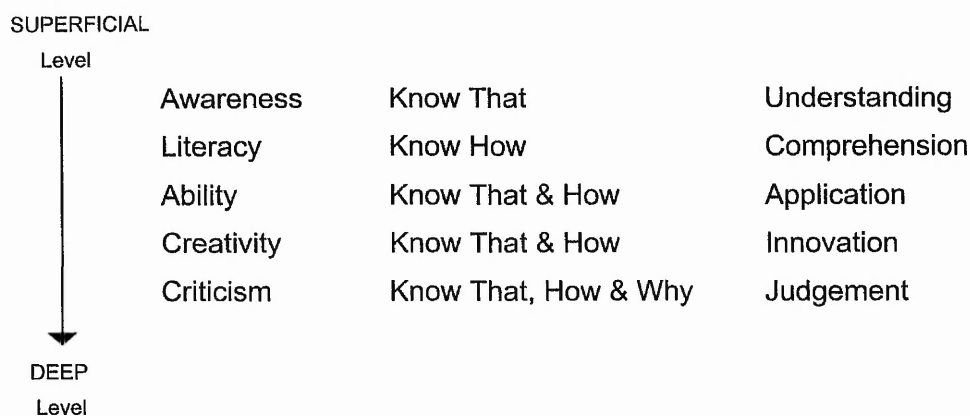 SUPERFICIAL
Level
Awareness Know That Understanding
Literacy Know How Comprehension
Ability Know That & How Application
Creativity Know That & How Innovation
Criticism Know That, How & Why Judgement
DEEP
Level